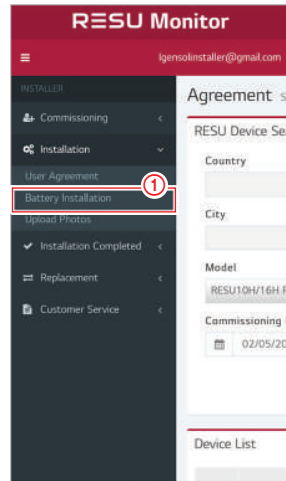 RESU Monitor
lgensolinstaller@gmail.com
INSTALLER
Commissioning
Installation
User Agreement
1
Battery Installation
Upload Photos
Installation Completed
Replacement
Customer Service
Agreement
RESU Device
Country
City
Model
RESU10H/16H
Commissioning
02/05/20
Device List